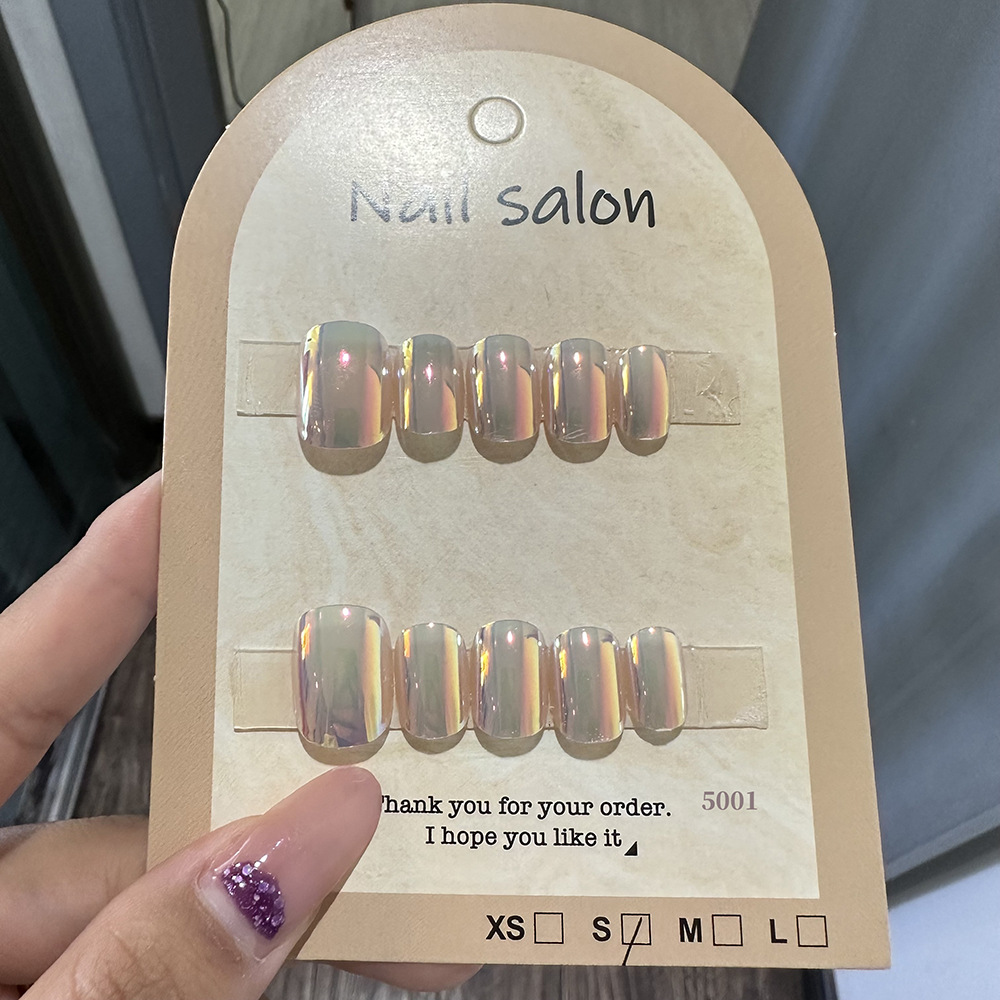 Nail salon
Thank you for your order. 5001
I hope you like it
XS S M L